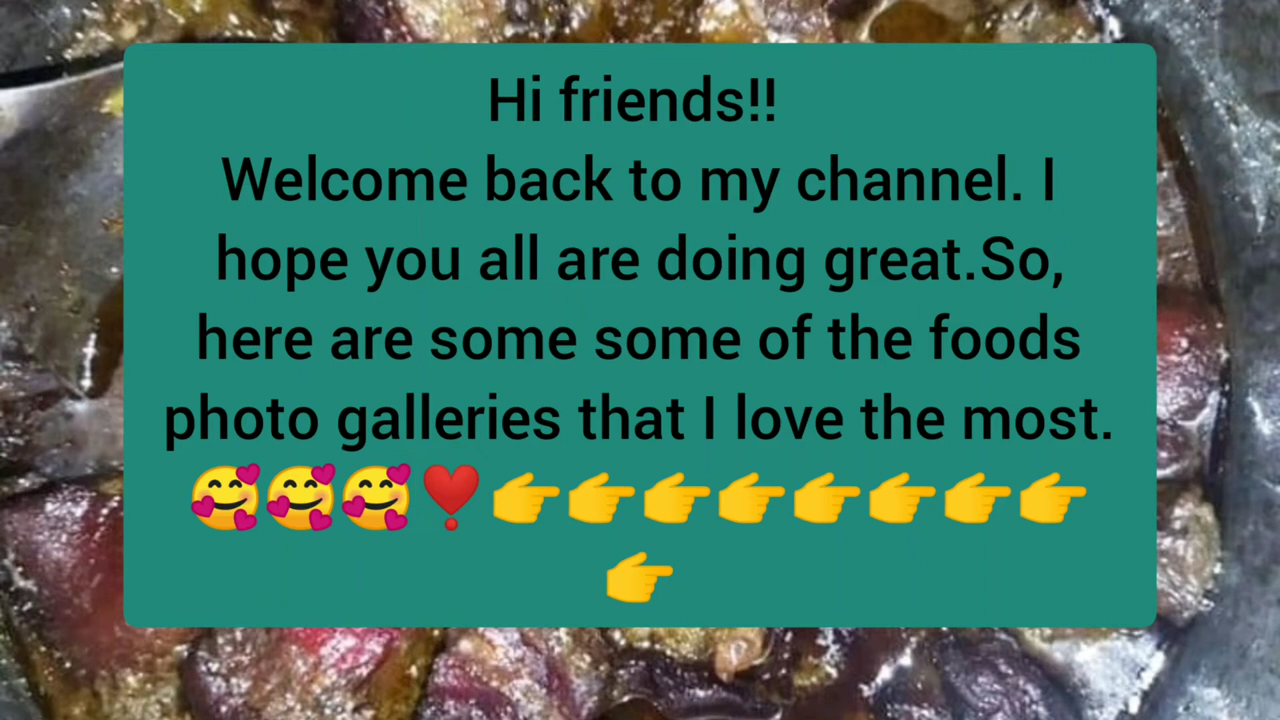 Hi friends!!
Welcome back to my channel. I
hope you all are doing great.So,
here are some some of the foods
photo galleries that I love the most.
🥰🥰🥰❣️👉👉👉👉👉👉👉👉
👉